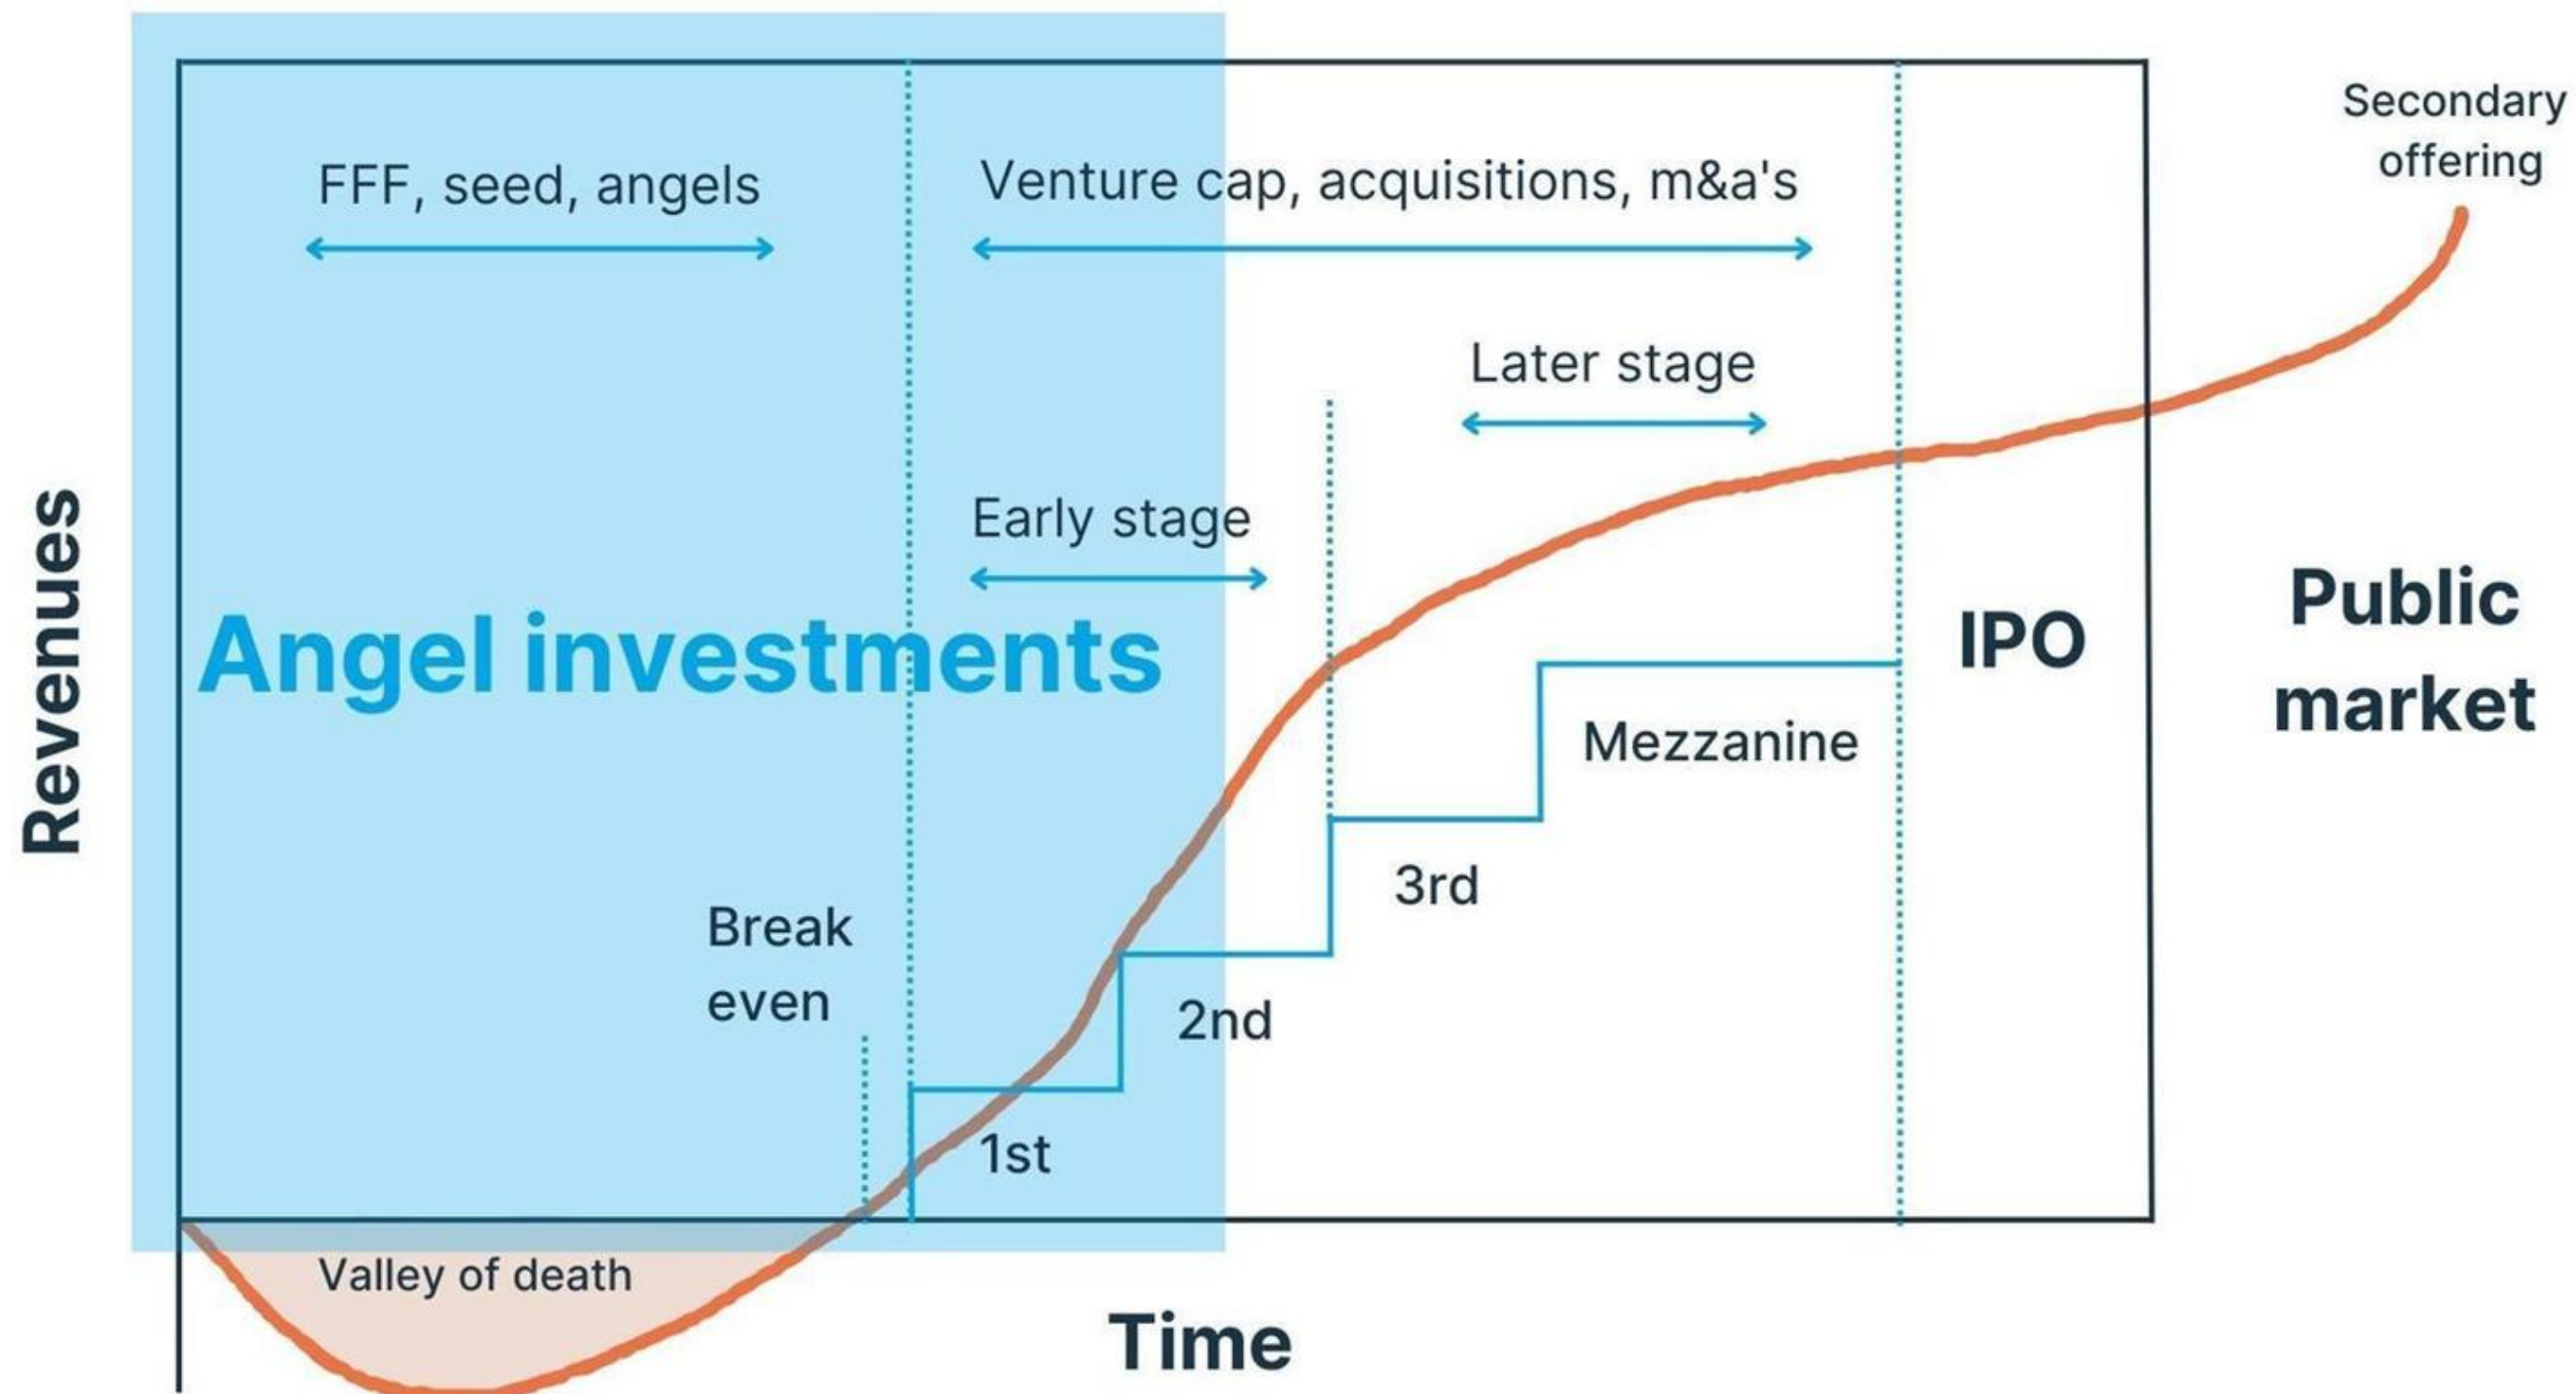 Secondary
offering
FFF, seed, angels
Venture cap, acquisitions, m&a's
Later stage
Early stage
Revenues
Angel investments
IPO
Public
market
Mezzanine
3rd
Break
even
2nd
1st
Valley of death
Time